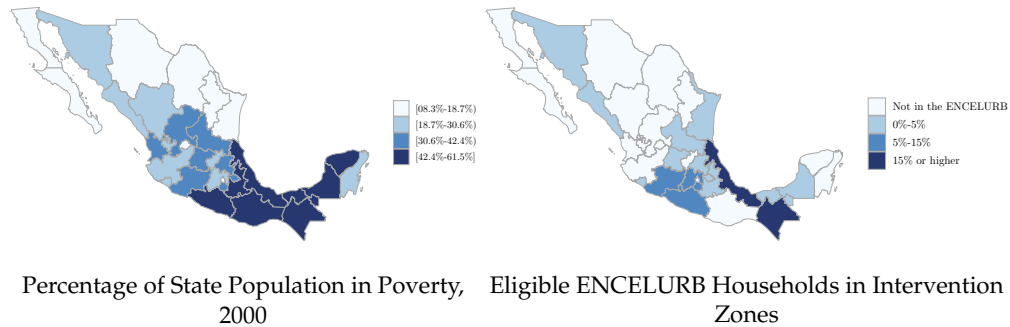 [08.3%-18.7%)
[18.7%-30.6%)
[30.6%-42.4%)
[42.4%-61.5%]
Not in the ENCELURB
0%-5%
5%-15%
15% or higher
Percentage of State Population in Poverty,
2000
Eligible ENCELURB Households in Intervention
Zones